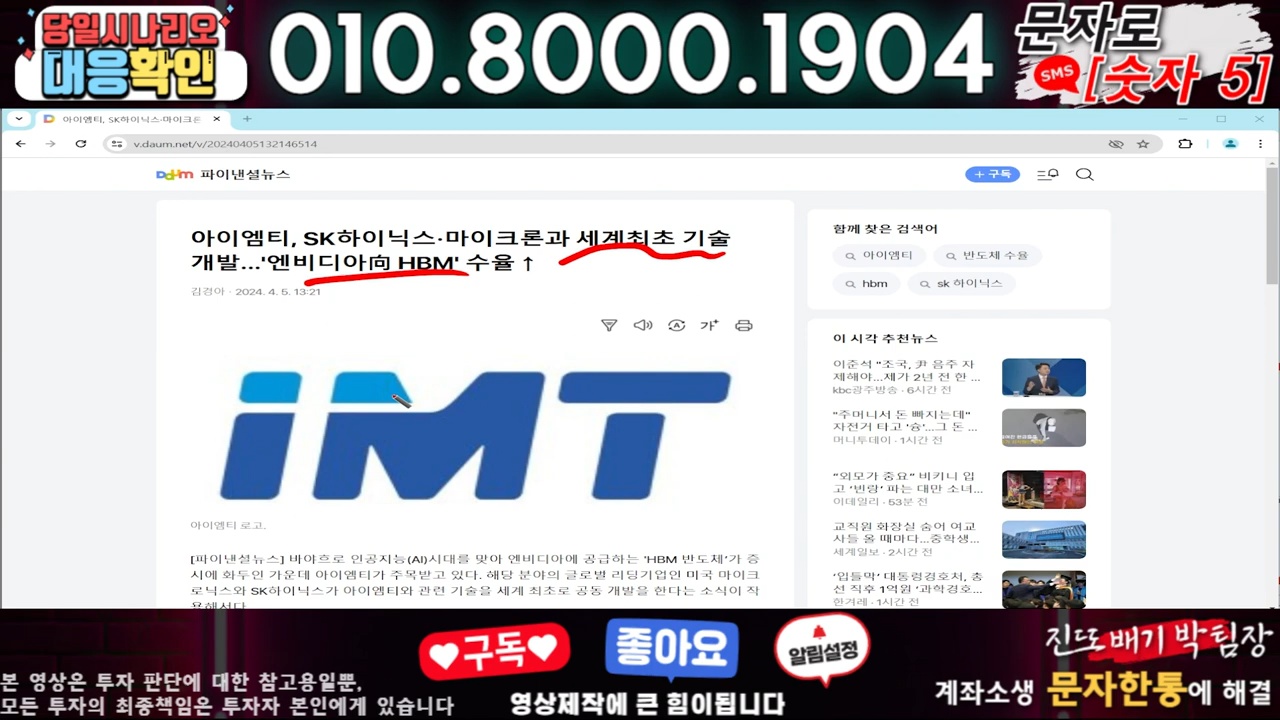 당일시나리오
대응확인
010.8000.1904
문자로
SMS
[숫자 5]
아이엠티, SK하이닉스·마이크론
v.daum.net/v/20240405132146514
Daum 파이낸셜뉴스
+ 구독
아이엠티, SK하이닉스·마이크론과 세계최초 기술
개발...'엔비디아向 HBM' 수율 ↑
김경아 · 2024. 4. 5. 13:21
가+
iMT
아이엠티 로고.
[파이낸셜뉴스] 바야흐로 인공지능(AI)시대를 맞아 엔비디아에 공급하는 'HBM 반도체'가 증
시에 화두인 가운데 아이엠티가 주목받고 있다. 해당 분야의 글로벌 리딩기업인 미국 마이크
로닉스와 SK하이닉스가 아이엠티와 관련 기술을 세계 최초로 공동 개발을 한다는 소식이 작
용해서다.
함께 찾은 검색어
아이엠티
반도체 수율
hbm
sk 하이닉스
이 시각 추천뉴스
이준석 "조국, 尹 음주 자
제해야...제가 2년 전 한 ...
kbc광주방송 · 6시간 전
"주머니서 돈 빠지는데"
자전거 타고 '슝'...그 돈 ...
머니투데이 · 1시간 전
"외모가 중요" 비키니 입
고 '빈랑' 파는 대만 소녀...
이데일리 · 53분 전
교직원 화장실 숨어 여교
사들 올 때마다...중학생...
세계일보 · 2시간 전
'입틀막' 대통령경호처, 총
선 직후 1억원 '과학경호...
한겨레 · 1시간 전
구독
좋아요
알림설정
영상제작에 큰 힘이됩니다
본 영상은 투자 판단에 대한 참고용일뿐,
모든 투자의 최종책임은 투자자 본인에게 있습니다
진또배기 박팀장
계좌소생 문자한통에 해결